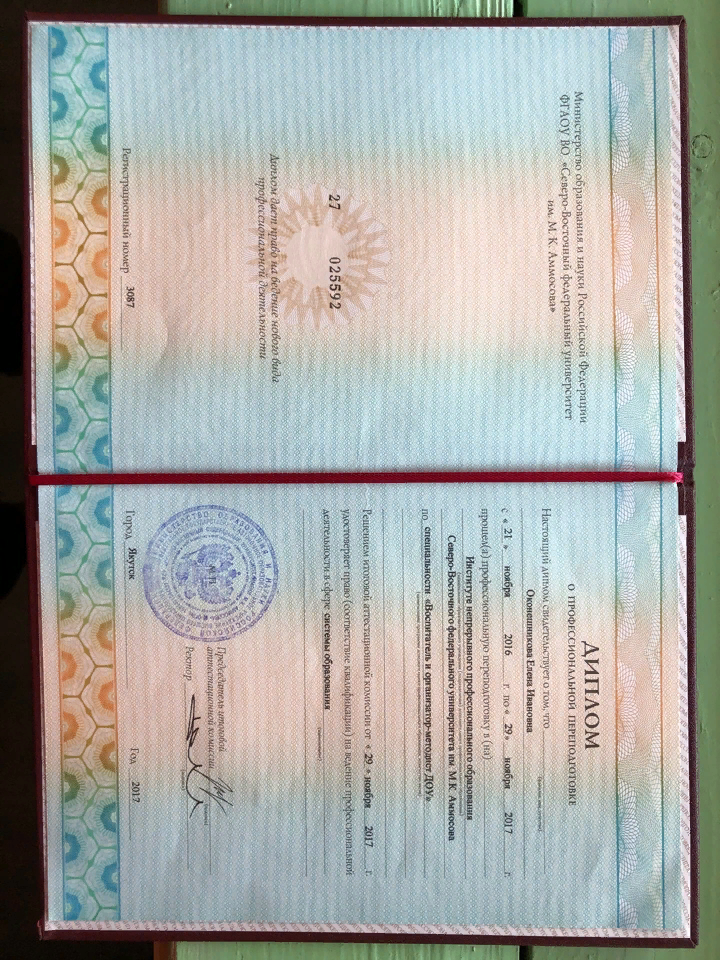 Министерство образования и науки Российской Федерации
ФГАОУ ВО «Северо-Восточный федеральный университет
им. М. К. Аммосова»
27 025592
Диплом дает право на ведение нового вида
профессиональной деятельности
Регистрационный номер 3087
ДИПЛОМ
О ПРОФЕССИОНАЛЬНОЙ ПЕРЕПОДГОТОВКЕ
Настоящий диплом свидетельствует о том, что
Оконешникова Елена Ивановна
с « 21 » ноября 2016 г. по « 29 » ноября 2017 г.
прошел(а) профессиональную переподготовку в (на)
Институте непрерывного профессионального образования
Северо-Восточного федерального университета им. М.К. Аммосова
по специальности «Воспитатель и организатор-методист ДОУ»
Решением итоговой аттестационной комиссии от « 29 » ноября 2017 г.
удостоверяет право (соответствие квалификации) на ведение профессиональной
деятельности в сфере системы образования
Председатель итоговой
аттестационной комиссии
Ректор
Город Якутск Год 2017